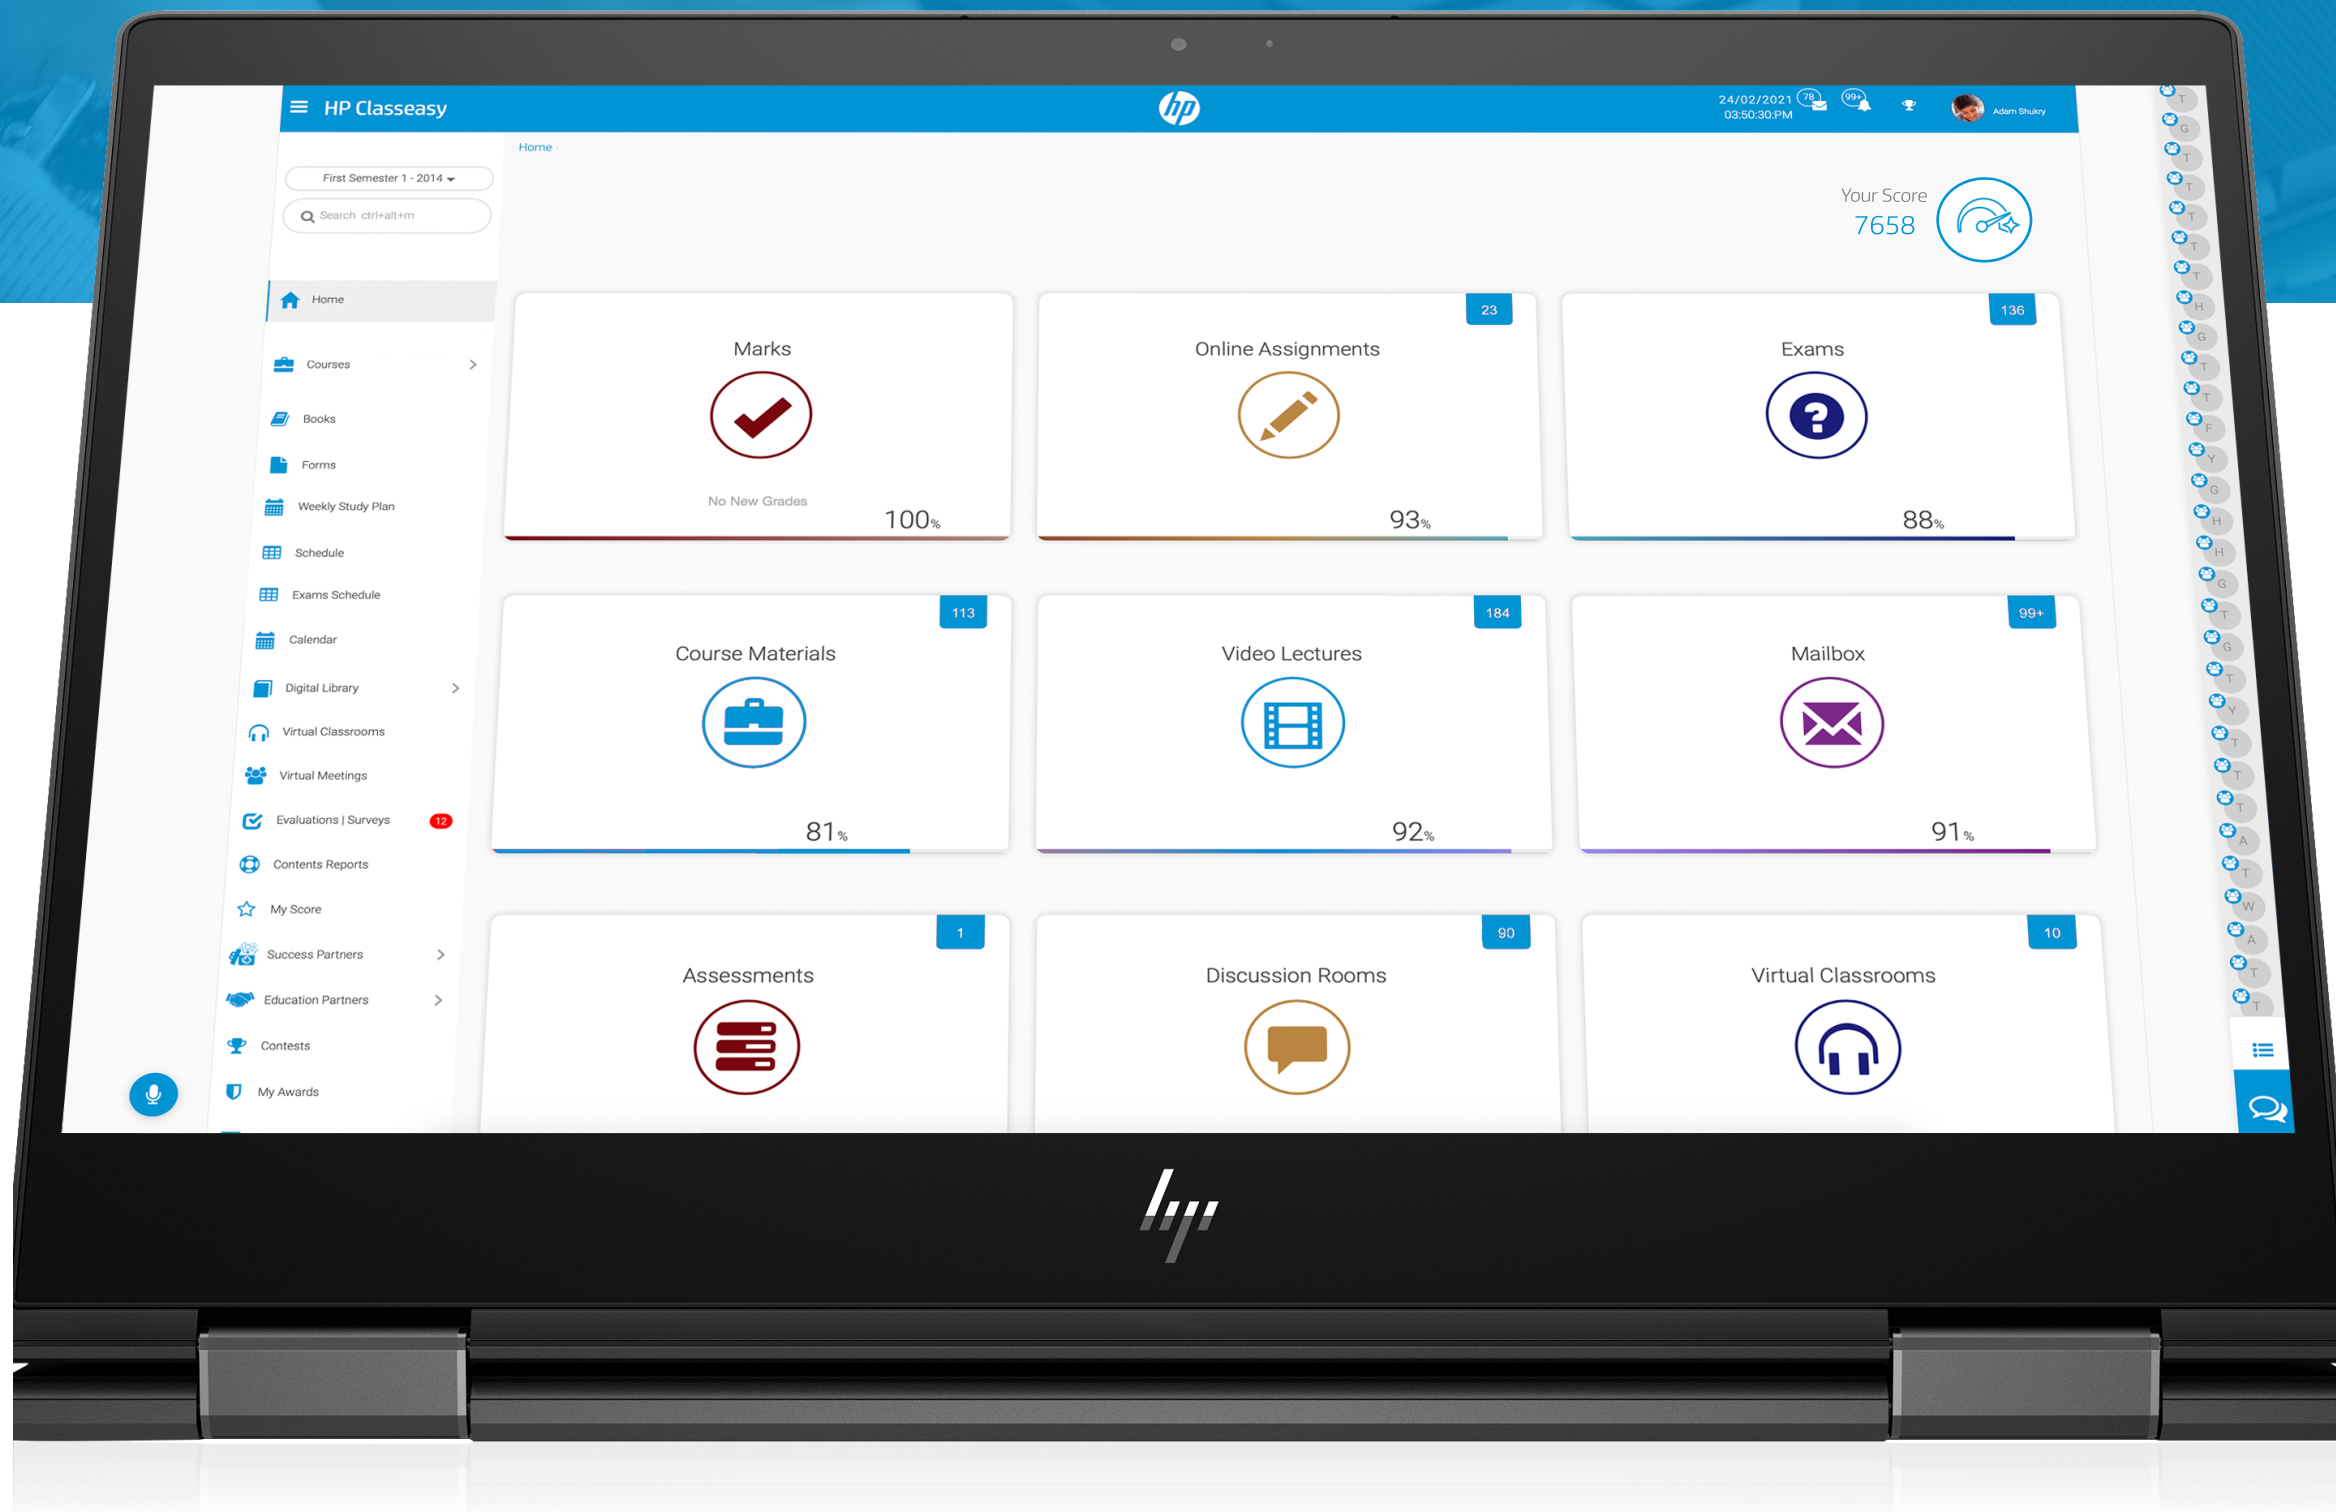 HP Classeasy
hp
24/02/2021
03:50:30:PM
78
99+
Adam Shukry
Home
First Semester 1 - 2014
Search ctrl+alt+m
Your Score
7658
Home
Courses
Books
Forms
Weekly Study Plan
Schedule
Exams Schedule
Calendar
Digital Library
Virtual Classrooms
Virtual Meetings
Evaluations | Surveys
12
Contents Reports
My Score
Success Partners
Education Partners
Contests
My Awards
Marks
No New Grades
100%
23
Online Assignments
93%
136
Exams
?
88%
113
Course Materials
81%
184
Video Lectures
92%
99+
Mailbox
91%
1
Assessments
90
Discussion Rooms
10
Virtual Classrooms
T
G
T
T
T
T
T
H
G
T
T
F
Y
G
H
H
G
T
G
T
Y
T
T
T
A
T
W
A
T
T
hp